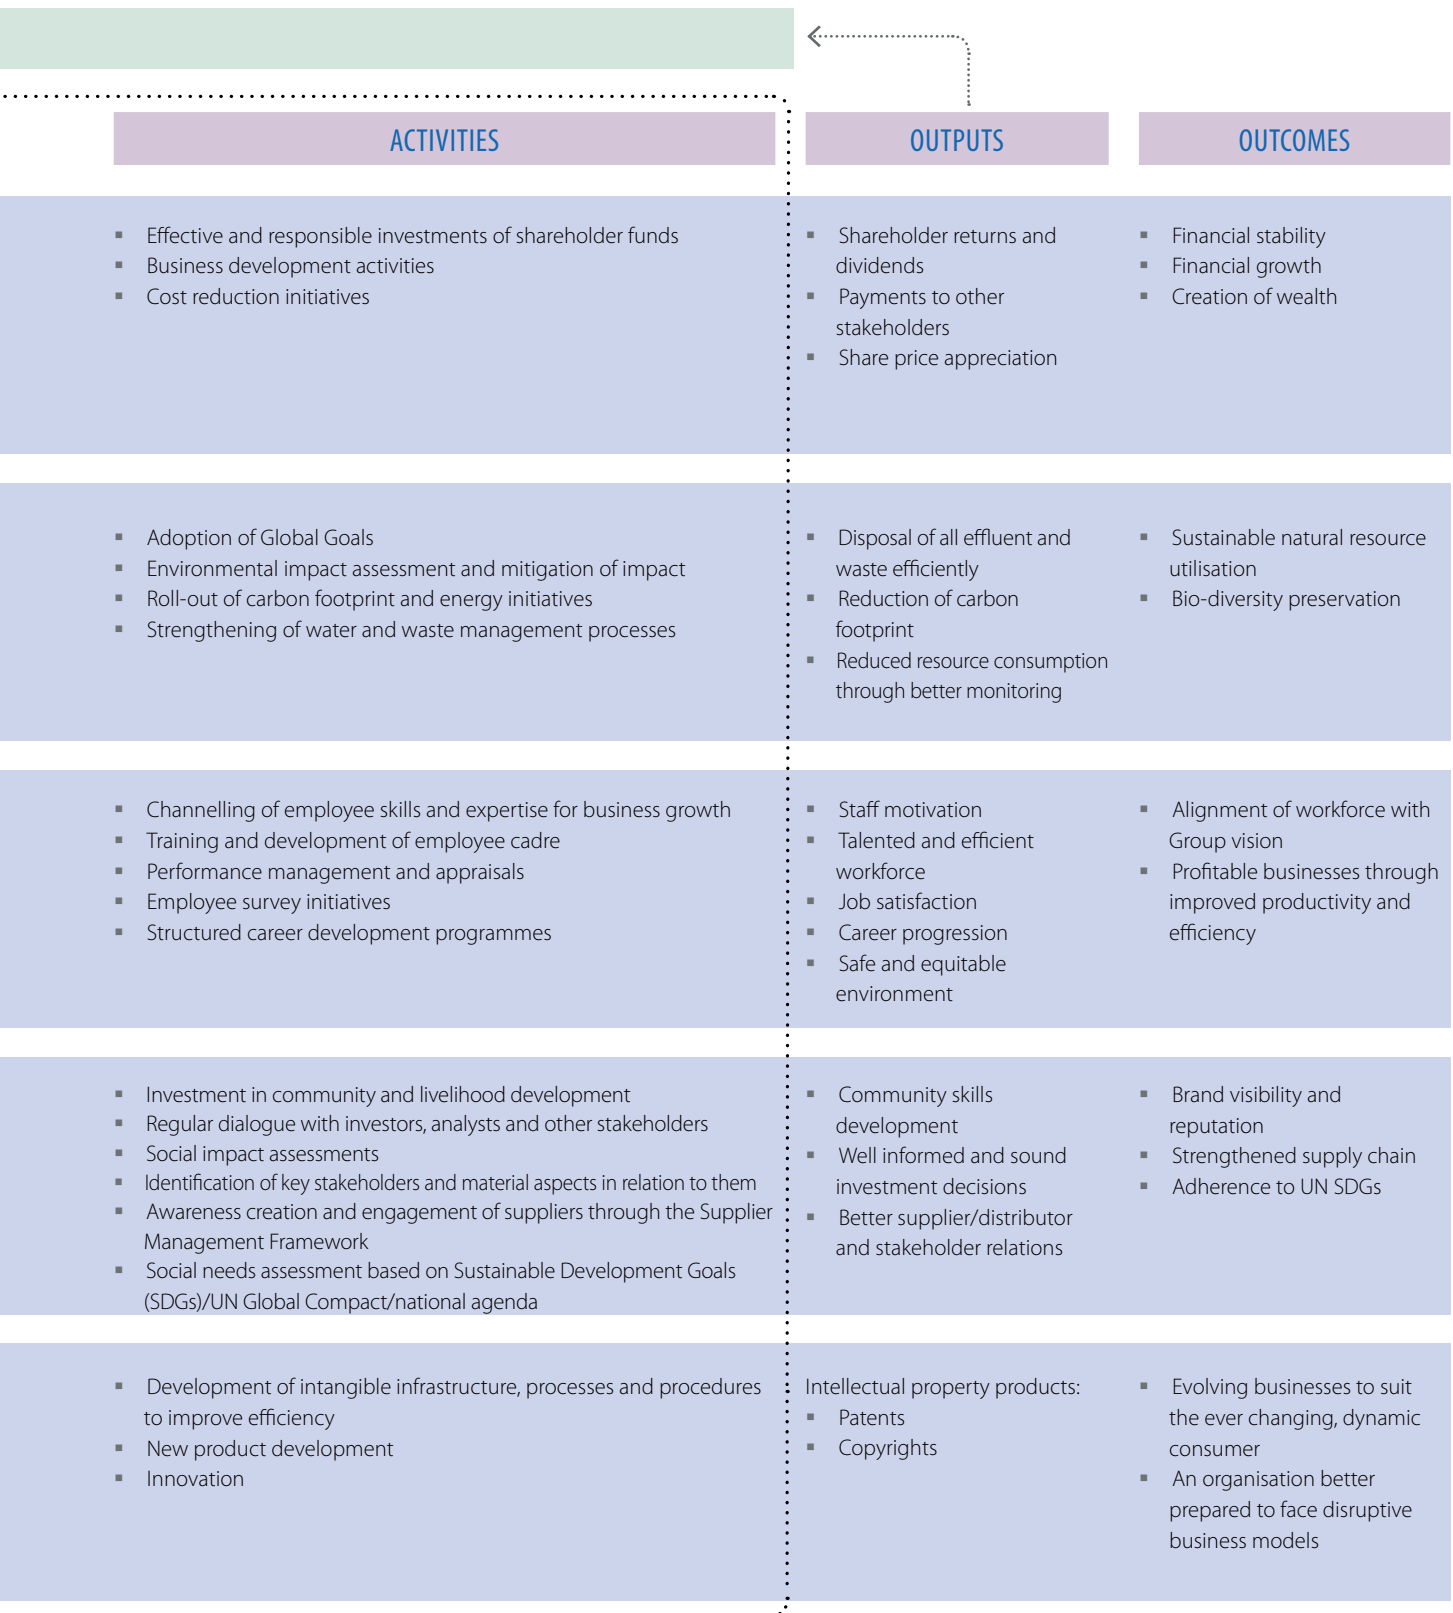 ACTIVITIES
OUTPUTS
OUTCOMES
▪ Effective and responsible investments of shareholder funds
▪ Business development activities
▪ Cost reduction initiatives
▪ Shareholder returns and
dividends
▪ Payments to other
stakeholders
▪ Share price appreciation
▪ Financial stability
▪ Financial growth
▪ Creation of wealth
▪ Adoption of Global Goals
▪ Environmental impact assessment and mitigation of impact
▪ Roll-out of carbon footprint and energy initiatives
▪ Strengthening of water and waste management processes
▪ Disposal of all effluent and
waste efficiently
▪ Reduction of carbon
footprint
▪ Reduced resource consumption
through better monitoring
▪ Sustainable natural resource
utilisation
▪ Bio-diversity preservation
▪ Channelling of employee skills and expertise for business growth
▪ Training and development of employee cadre
▪ Performance management and appraisals
▪ Employee survey initiatives
▪ Structured career development programmes
▪ Staff motivation
▪ Talented and efficient
workforce
▪ Job satisfaction
▪ Career progression
▪ Safe and equitable
environment
▪ Alignment of workforce with
Group vision
▪ Profitable businesses through
improved productivity and
efficiency
▪ Investment in community and livelihood development
▪ Regular dialogue with investors, analysts and other stakeholders
▪ Social impact assessments
▪ Identification of key stakeholders and material aspects in relation to them
▪ Awareness creation and engagement of suppliers through the Supplier
Management Framework
▪ Social needs assessment based on Sustainable Development Goals
(SDGs)/UN Global Compact/national agenda
▪ Community skills
development
▪ Well informed and sound
investment decisions
▪ Better supplier/distributor
and stakeholder relations
▪ Brand visibility and
reputation
▪ Strengthened supply chain
▪ Adherence to UN SDGs
▪ Development of intangible infrastructure, processes and procedures
to improve efficiency
▪ New product development
▪ Innovation
Intellectual property products:
▪ Patents
▪ Copyrights
▪ Evolving businesses to suit
the ever changing, dynamic
consumer
▪ An organisation better
prepared to face disruptive
business models